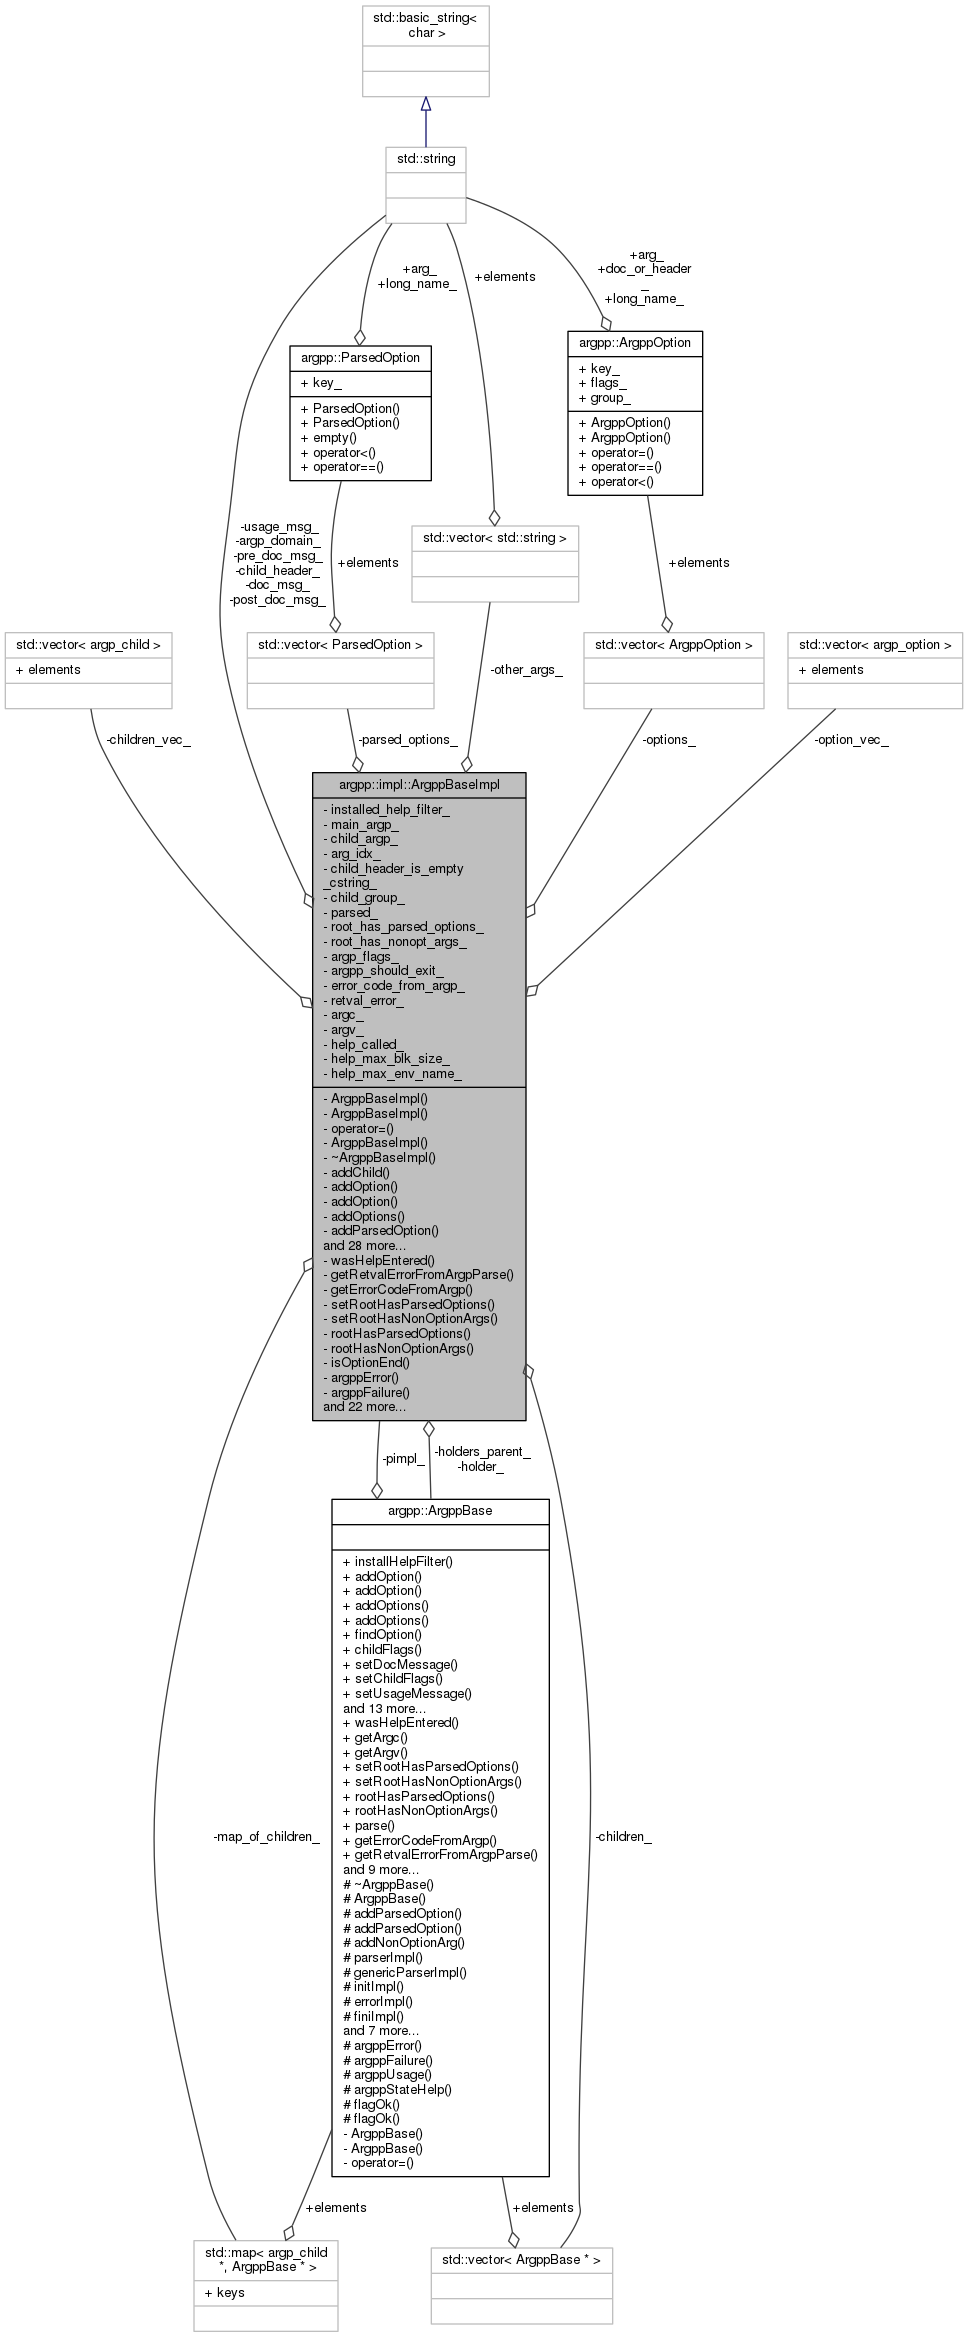 std::basic_string<
char >
std::string
+arg_
+doc_or_header
_
+long_name_
+arg_
+long_name_
+elements
argpp::ArgppOption
+ key_
+ flags_
+ group_
+ ArgppOption()
+ ArgppOption()
+ operator=()
+ operator==()
+ operator<()
argpp::ParsedOption
+ key_
+ ParsedOption()
+ ParsedOption()
+ empty()
+ operator<()
+ operator==()
-usage_msg_
-argp_domain_
-pre_doc_msg_
-child_header_
-doc_msg_
-post_doc_msg_
+elements
std::vector< std::string >
+elements
std::vector< argp_child >
+ elements
std::vector< ParsedOption >
std::vector< ArgppOption >
std::vector< argp_option >
+ elements
-other_args_
-children_vec_
-parsed_options_
-options_
-option_vec_
argpp::impl::ArgppBaseImpl
- installed_help_filter_
- main_argp_
- child_argp_
- arg_idx_
- child_header_is_empty
_cstring_
- child_group_
- parsed_
- root_has_parsed_options_
- root_has_nonopt_args_
- argp_flags_
- argpp_should_exit_
- error_code_from_argp_
- retval_error_
- argc_
- argv_
- help_called_
- help_max_blk_size_
- help_max_env_name_
- ArgppBaseImpl()
- ArgppBaseImpl()
- operator=()
- ArgppBaseImpl()
- ~ArgppBaseImpl()
- addChild()
- addOption()
- addOption()
- addOptions()
- addParsedOption()
and 28 more...
- wasHelpEntered()
- getRetvalErrorFromArgpParse()
- getErrorCodeFromArgp()
- setRootHasParsedOptions()
- setRootHasNonOptionArgs()
- rootHasParsedOptions()
- rootHasNonOptionArgs()
- isOptionEnd()
- argppError()
- argppFailure()
and 22 more...
-pimpl_
-holders_parent_
-holder_
argpp::ArgppBase
+ installHelpFilter()
+ addOption()
+ addOption()
+ addOptions()
+ addOptions()
+ findOption()
+ childFlags()
+ setDocMessage()
+ setChildFlags()
+ setUsageMessage()
and 13 more...
+ wasHelpEntered()
+ getArgc()
+ getArgv()
+ setRootHasParsedOptions()
+ setRootHasNonOptionArgs()
+ rootHasParsedOptions()
+ rootHasNonOptionArgs()
+ parse()
+ getErrorCodeFromArgp()
+ getRetvalErrorFromArgpParse()
and 9 more...
# ~ArgppBase()
# ArgppBase()
# addParsedOption()
# addParsedOption()
# addNonOptionArg()
# parserImpl()
# genericParserImpl()
# initImpl()
# errorImpl()
# finiImpl()
and 7 more...
# argppError()
# argppFailure()
# argppUsage()
# argppStateHelp()
# flagOk()
# flagOk()
- ArgppBase()
- ArgppBase()
- operator=()
-map_of_children_
-children_
+elements
+elements
std::map< argp_child
*, ArgppBase * >
+ keys
std::vector< ArgppBase * >